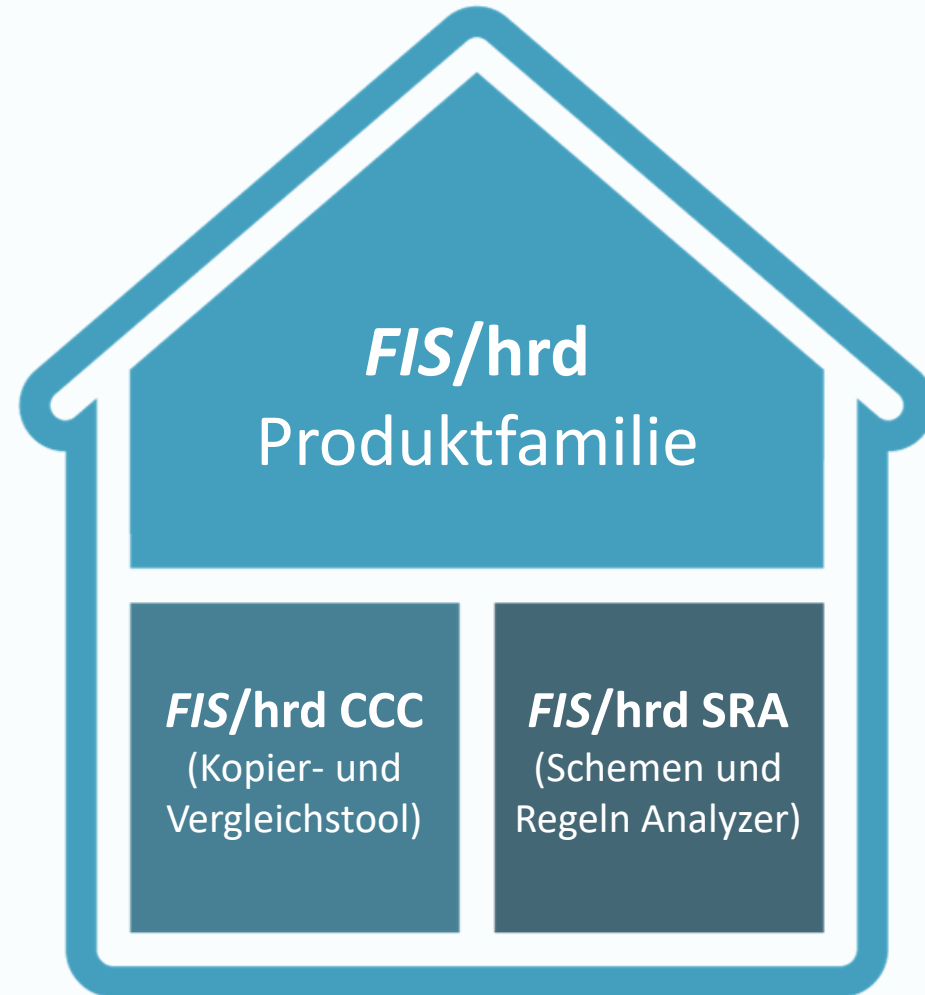 FIS/hrd
Produktfamilie
FIS/hrd CCC
(Kopier- und
Vergleichstool)
FIS/hrd SRA
(Schemen und
Regeln Analyzer)